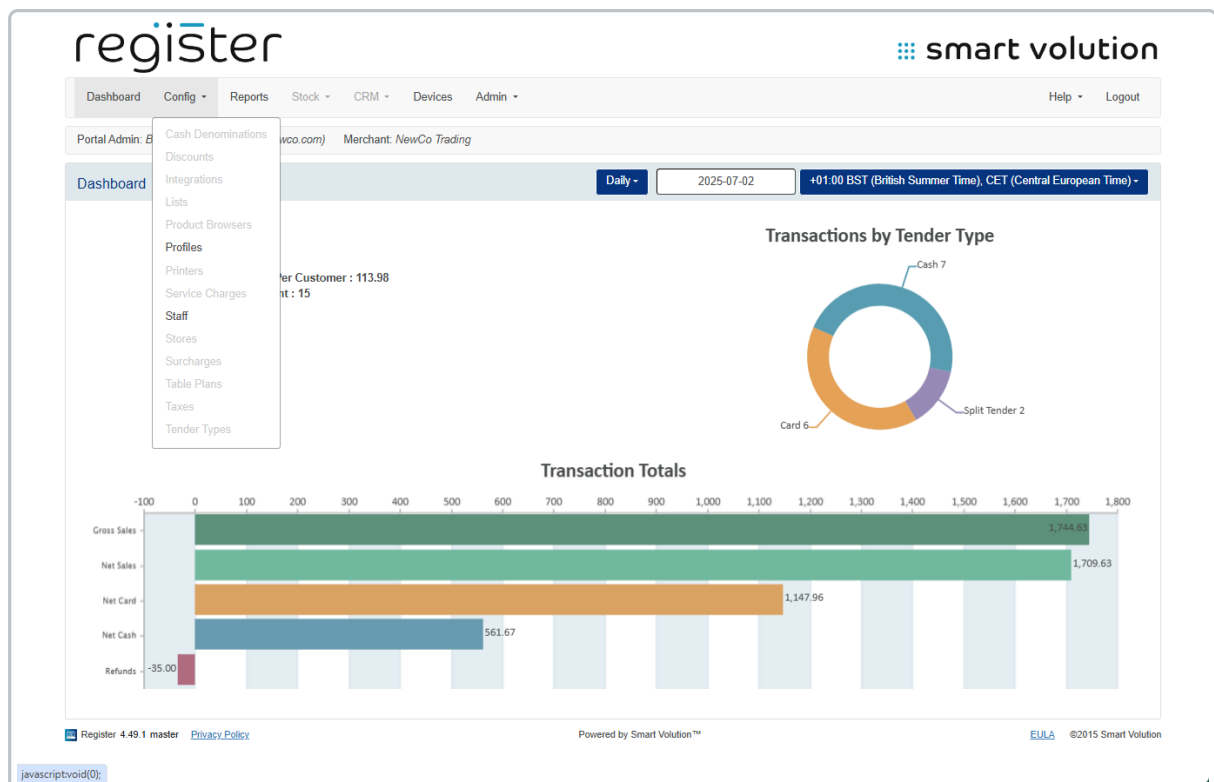 register
smart volution
Dashboard Config Reports Stock CRM Devices Admin Help Logout
Portal Admin: wco.com) Merchant: NewCo Trading
Cash Denominations
Discounts
Integrations
Lists
Product Browsers
Profiles
Printers
Service Charges
Staff
Stores
Surcharges
Table Plans
Taxes
Tender Types
Dashboard Daily 2025-07-02 +01:00 BST (British Summer Time), CET (Central European Time)
Per Customer : 113.98
nt : 15
Transactions by Tender Type
Cash 7
Split Tender 2
Card 6
Transaction Totals
-100 0 100 200 300 400 500 600 700 800 900 1,000 1,100 1,200 1,300 1,400 1,500 1,600 1,700 1,800
Gross Sales 1,744.63
Net Sales 1,709.63
Net Card 1,147.96
Net Cash 561.67
Refunds -35.00
Register 4.49.1 master Privacy Policy Powered by Smart Volution™ EULA ©2015 Smart Volution
javascript:void(0);